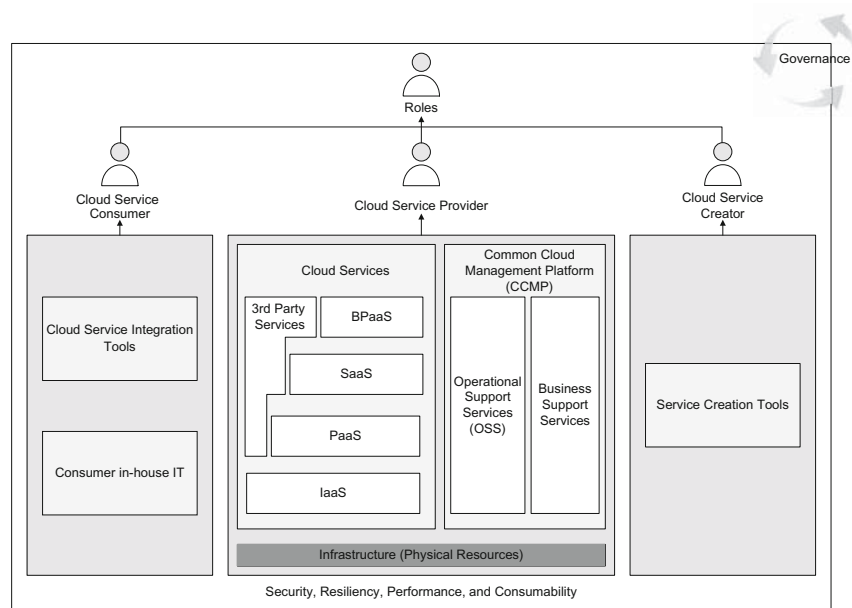 Governance
Roles
Cloud Service
Consumer
Cloud Service Provider
Cloud Service
Creator
Cloud Service Integration
Tools
Consumer in-house IT
Cloud Services
3rd Party
Services
BPaaS
SaaS
PaaS
IaaS
Common Cloud
Management Platform
(CCMP)
Operational
Support
Services
(OSS)
Business
Support
Services
Infrastructure (Physical Resources)
Service Creation Tools
Security, Resiliency, Performance, and Consumability